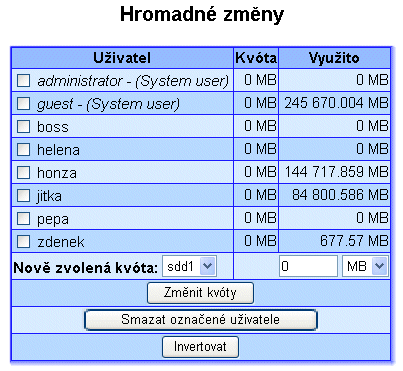 Hromadné změny
Uživatel Kvóta Využito
administrator - (System user) 0 MB 0 MB
guest - (System user) 0 MB 245 670.004 MB
boss 0 MB 0 MB
helena 0 MB 0 MB
honza 0 MB 144 717.859 MB
jitka 0 MB 84 800.586 MB
pepa 0 MB 0 MB
zdenek 0 MB 677.57 MB
Nově zvolená kvóta: sdd1 0 MB
Změnit kvóty
Smazat označené uživatele
Invertovat